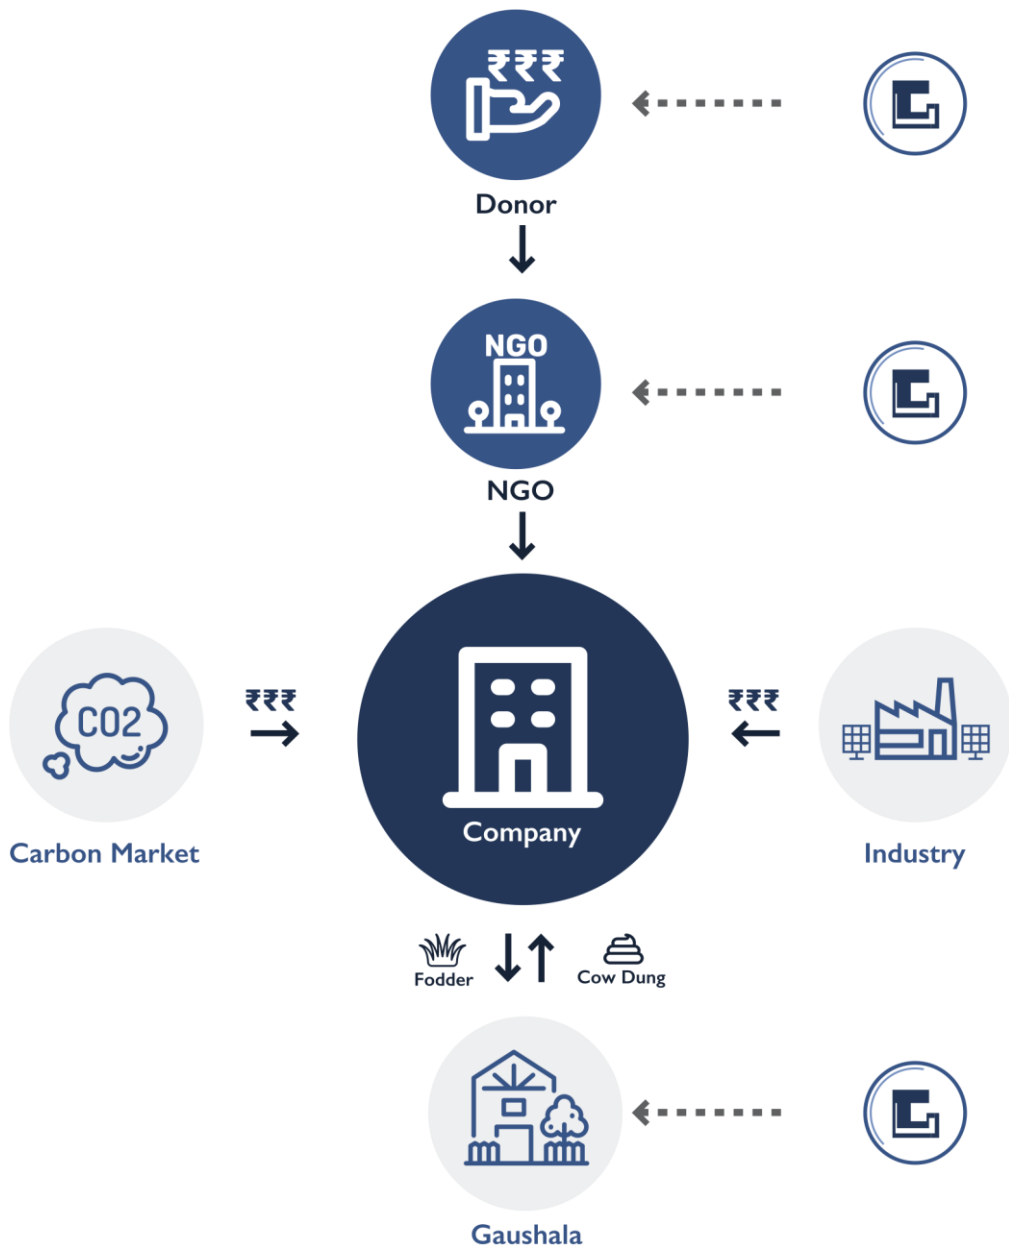 ₹₹₹
Donor
NGO
NGO
₹₹₹
₹₹₹
CO2
Company
Carbon Market
Industry
Fodder
Cow Dung
Gaushala